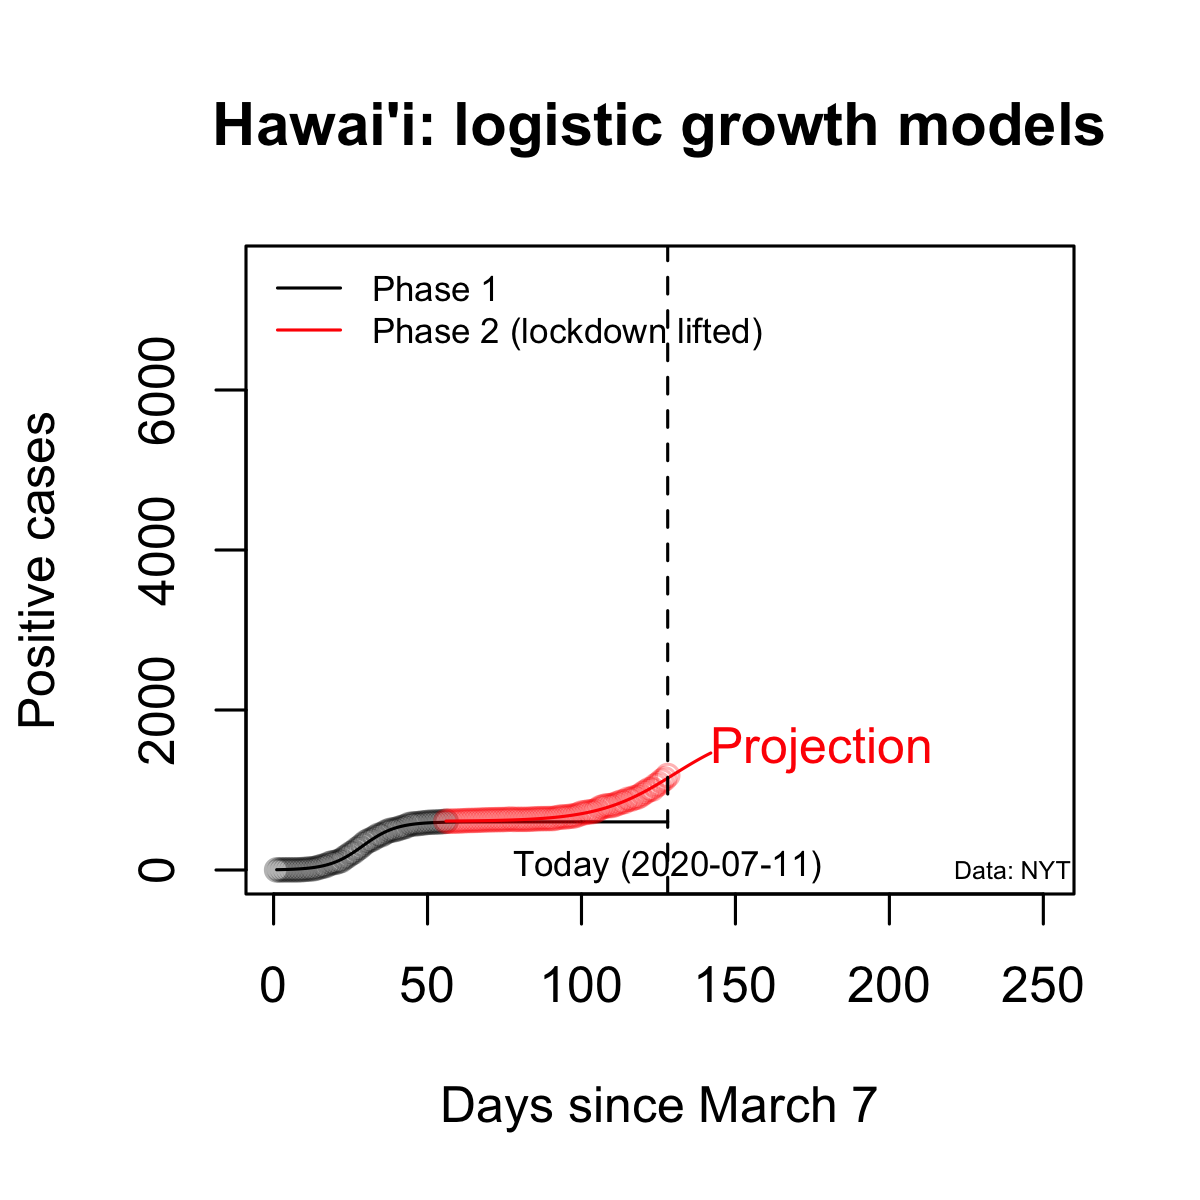 Hawai'i: logistic growth models
Phase 1
Phase 2 (lockdown lifted)
Positive cases
6000
4000
2000
0
Projection
Today (2020-07-11)
Data: NYT
0 50 100 150 200 250
Days since March 7